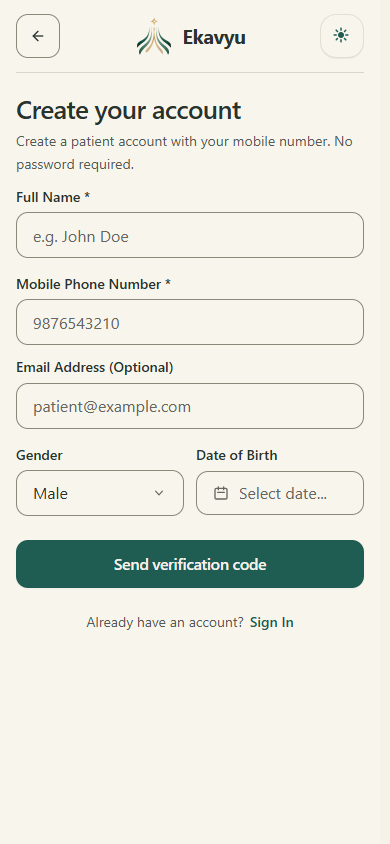 Ekavyu
Create your account
Create a patient account with your mobile number. No
password required.
Full Name *
e.g. John Doe
Mobile Phone Number *
9876543210
Email Address (Optional)
patient@example.com
Gender
Date of Birth
Male
Select date...
Send verification code
Already have an account? Sign In